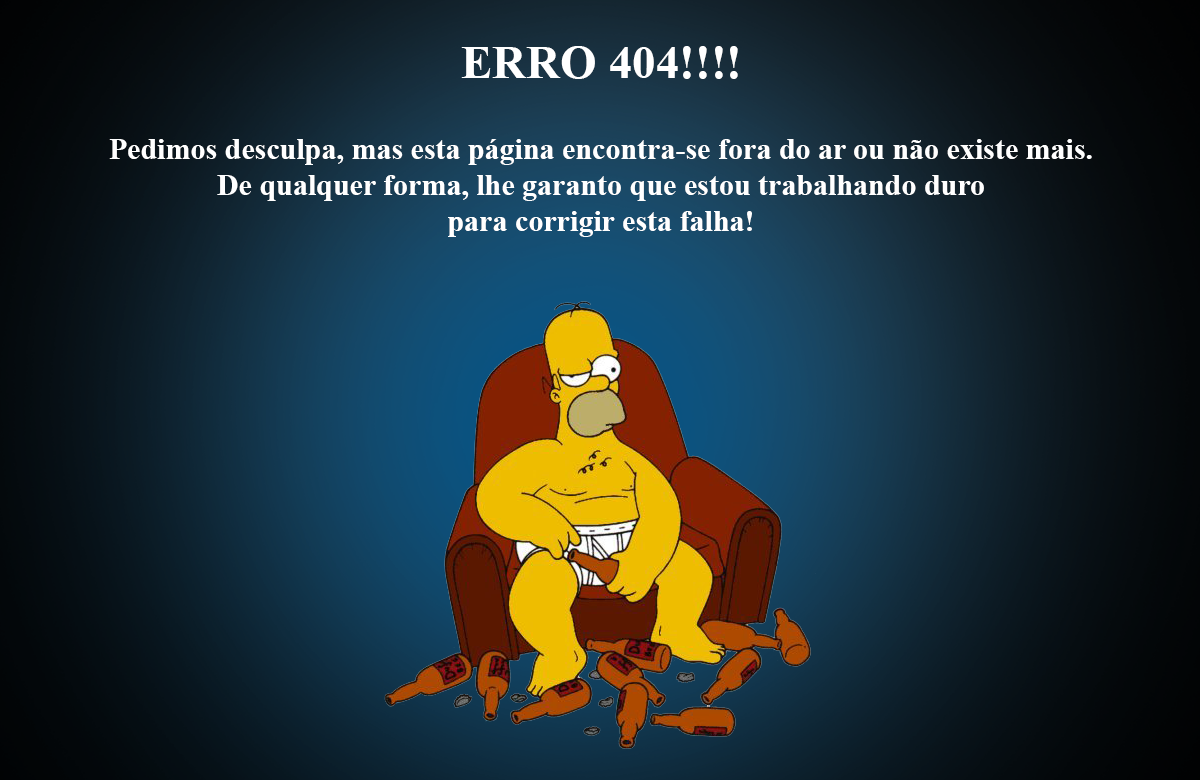 ERRO 404!!!!
Pedimos desculpa, mas esta página encontra-se fora do ar ou não existe mais.
De qualquer forma, lhe garanto que estou trabalhando duro
para corrigir esta falha!